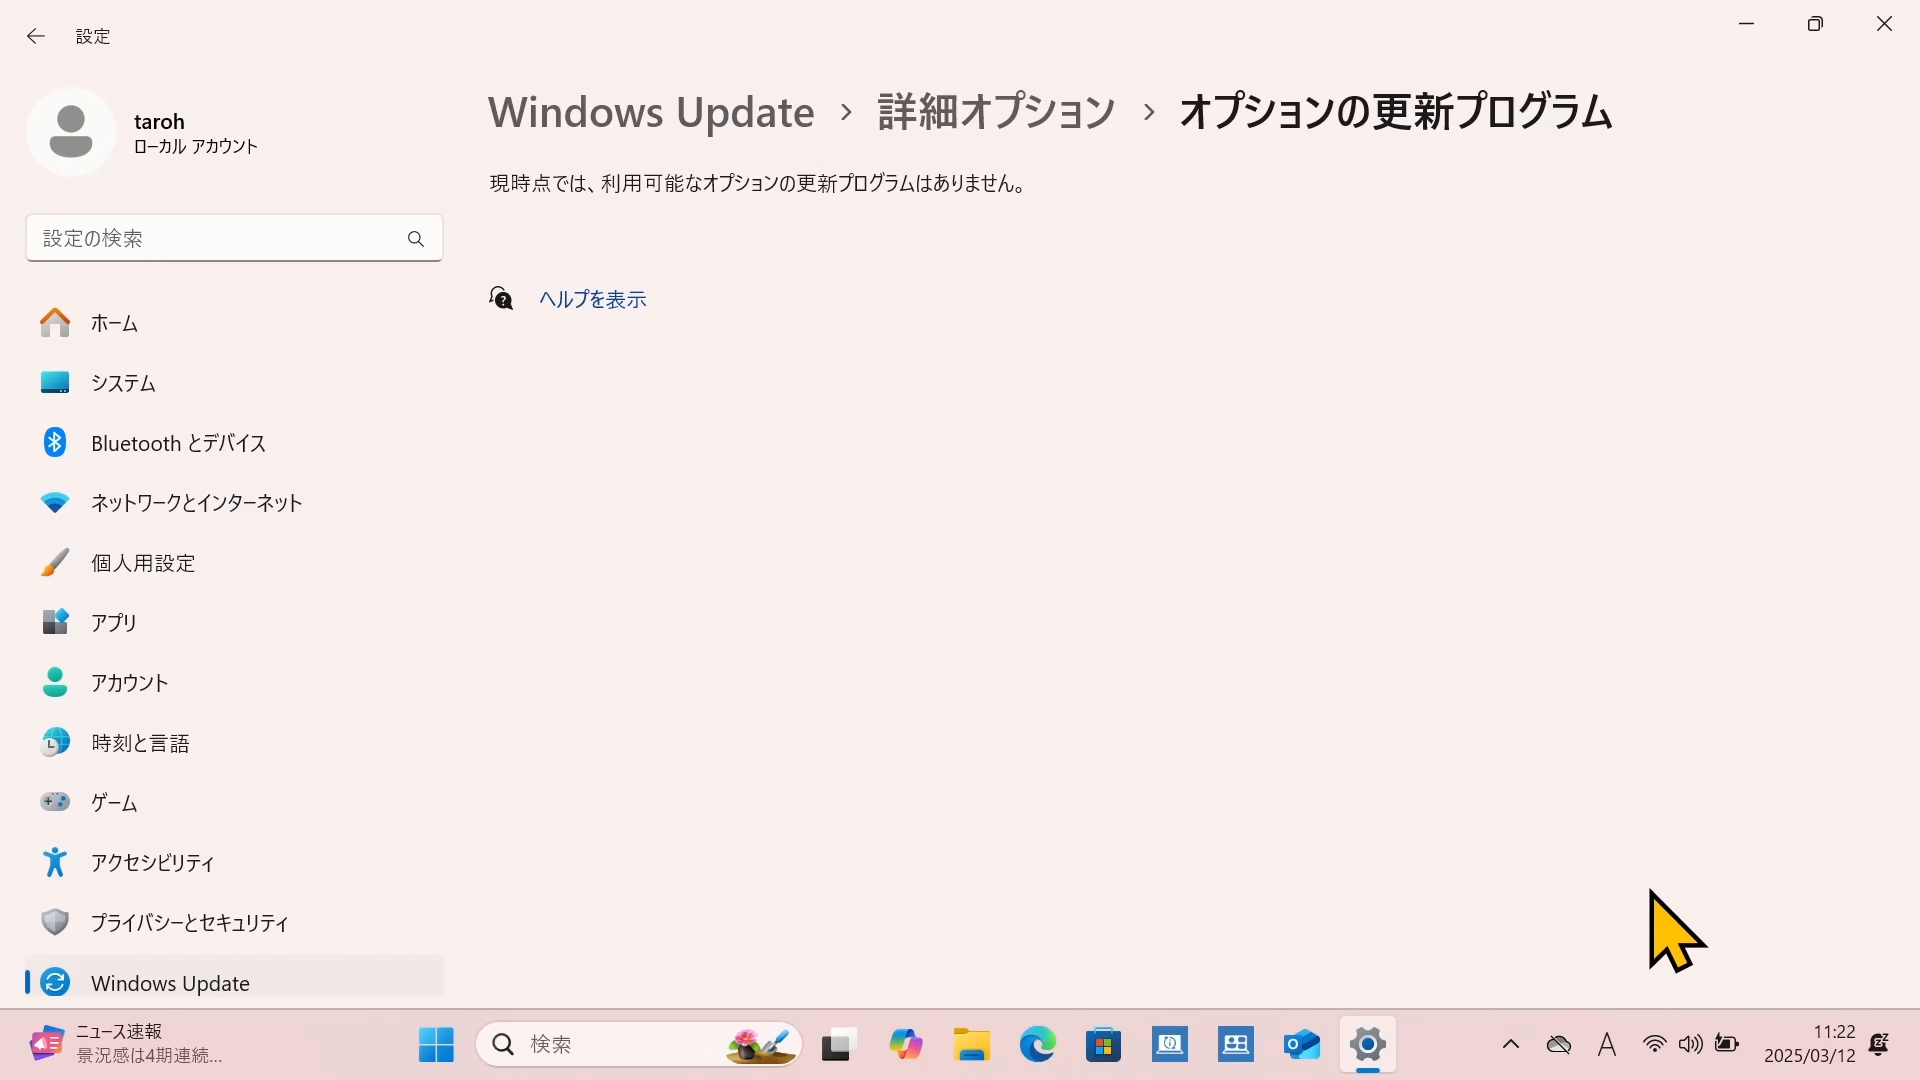 設定
taroh
ローカル アカウント
設定の検索
ホーム
システム
Bluetooth とデバイス
ネットワークとインターネット
個人用設定
アプリ
アカウント
時刻と言語
ゲーム
アクセシビリティ
プライバシーとセキュリティ
Windows Update
Windows Update › 詳細オプション › オプションの更新プログラム
現時点では、利用可能なオプションの更新プログラムはありません。
ヘルプを表示
ニュース速報
景況感は4期連続...
検索
A
11:22
2025/03/12